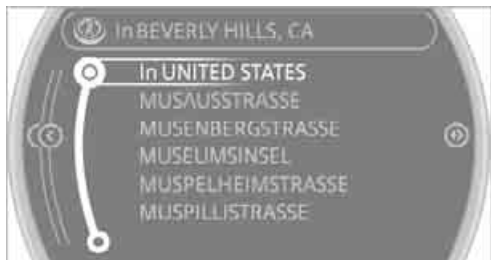 In BEVERLY HILLS, CA
In UNITED STATES
MUSAUSSTRASSE
MUSENBERGSTRASSE
MUSEUMSINSEL
MUSPELHEIMSTRASSE
MUSPILLISTRASSE